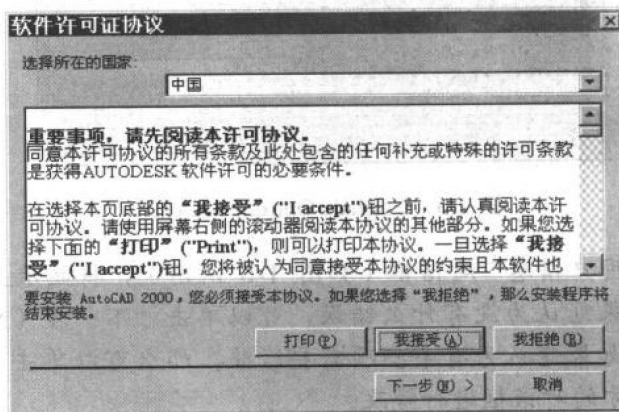 软件许可证协议
选择所在的国家:
中国
重要事项，请先阅读本许可协议。
同意本许可协议的所有条款及此处包含的任何补充或特殊的许可条款
是获得AUTODESK 软件许可的必要条件。
在选择本页底部的“我接受” ("I accept")钮之前，请认真阅读本许
可协议。请使用屏幕右侧的滚动器阅读本协议的其他部分。如果您选
择下面的“打印” ("Print")，则可以打印本协议。一旦选择“我接
受” ("I accept")钮，您将被认为同意接受本协议的约束且本软件也
要安装 AutoCAD 2000，您必须接受本协议。如果您选择“我拒绝”，那么安装程序将
结束安装。
打印(P) 我接受(A) 我拒绝(R)
下一步(N) > 取消